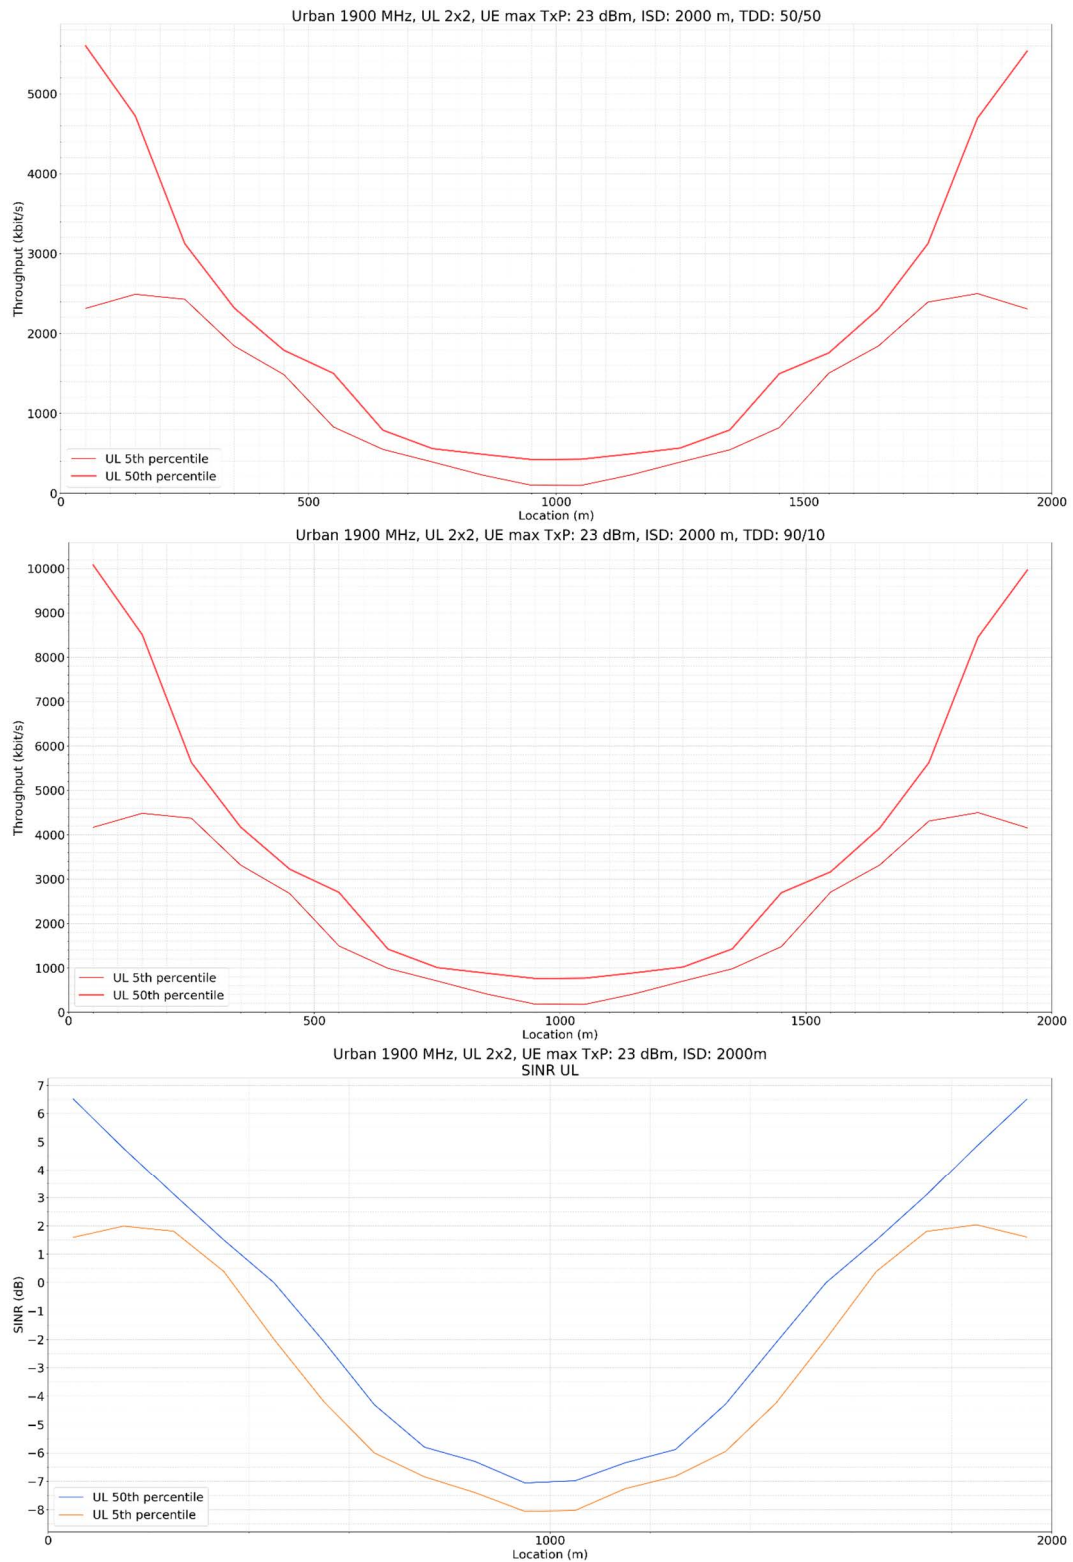 Urban 1900 MHz, UL 2x2, UE max TxP: 23 dBm, ISD: 2000 m, TDD: 50/50
5000
4000
3000
2000
1000
0
Throughput (kbit/s)
UL 5th percentile
UL 50th percentile
0 500 1000 1500 2000
Location (m)
Urban 1900 MHz, UL 2x2, UE max TxP: 23 dBm, ISD: 2000 m, TDD: 90/10
10000
9000
8000
7000
6000
5000
4000
3000
2000
1000
0
Throughput (kbit/s)
UL 5th percentile
UL 50th percentile
0 500 1000 1500 2000
Location (m)
Urban 1900 MHz, UL 2x2, UE max TxP: 23 dBm, ISD: 2000m
SINR UL
7
6
5
4
3
2
1
0
−1
−2
−3
−4
−5
−6
−7
−8
SINR (dB)
UL 50th percentile
UL 5th percentile
0 1000 2000
Location (m)